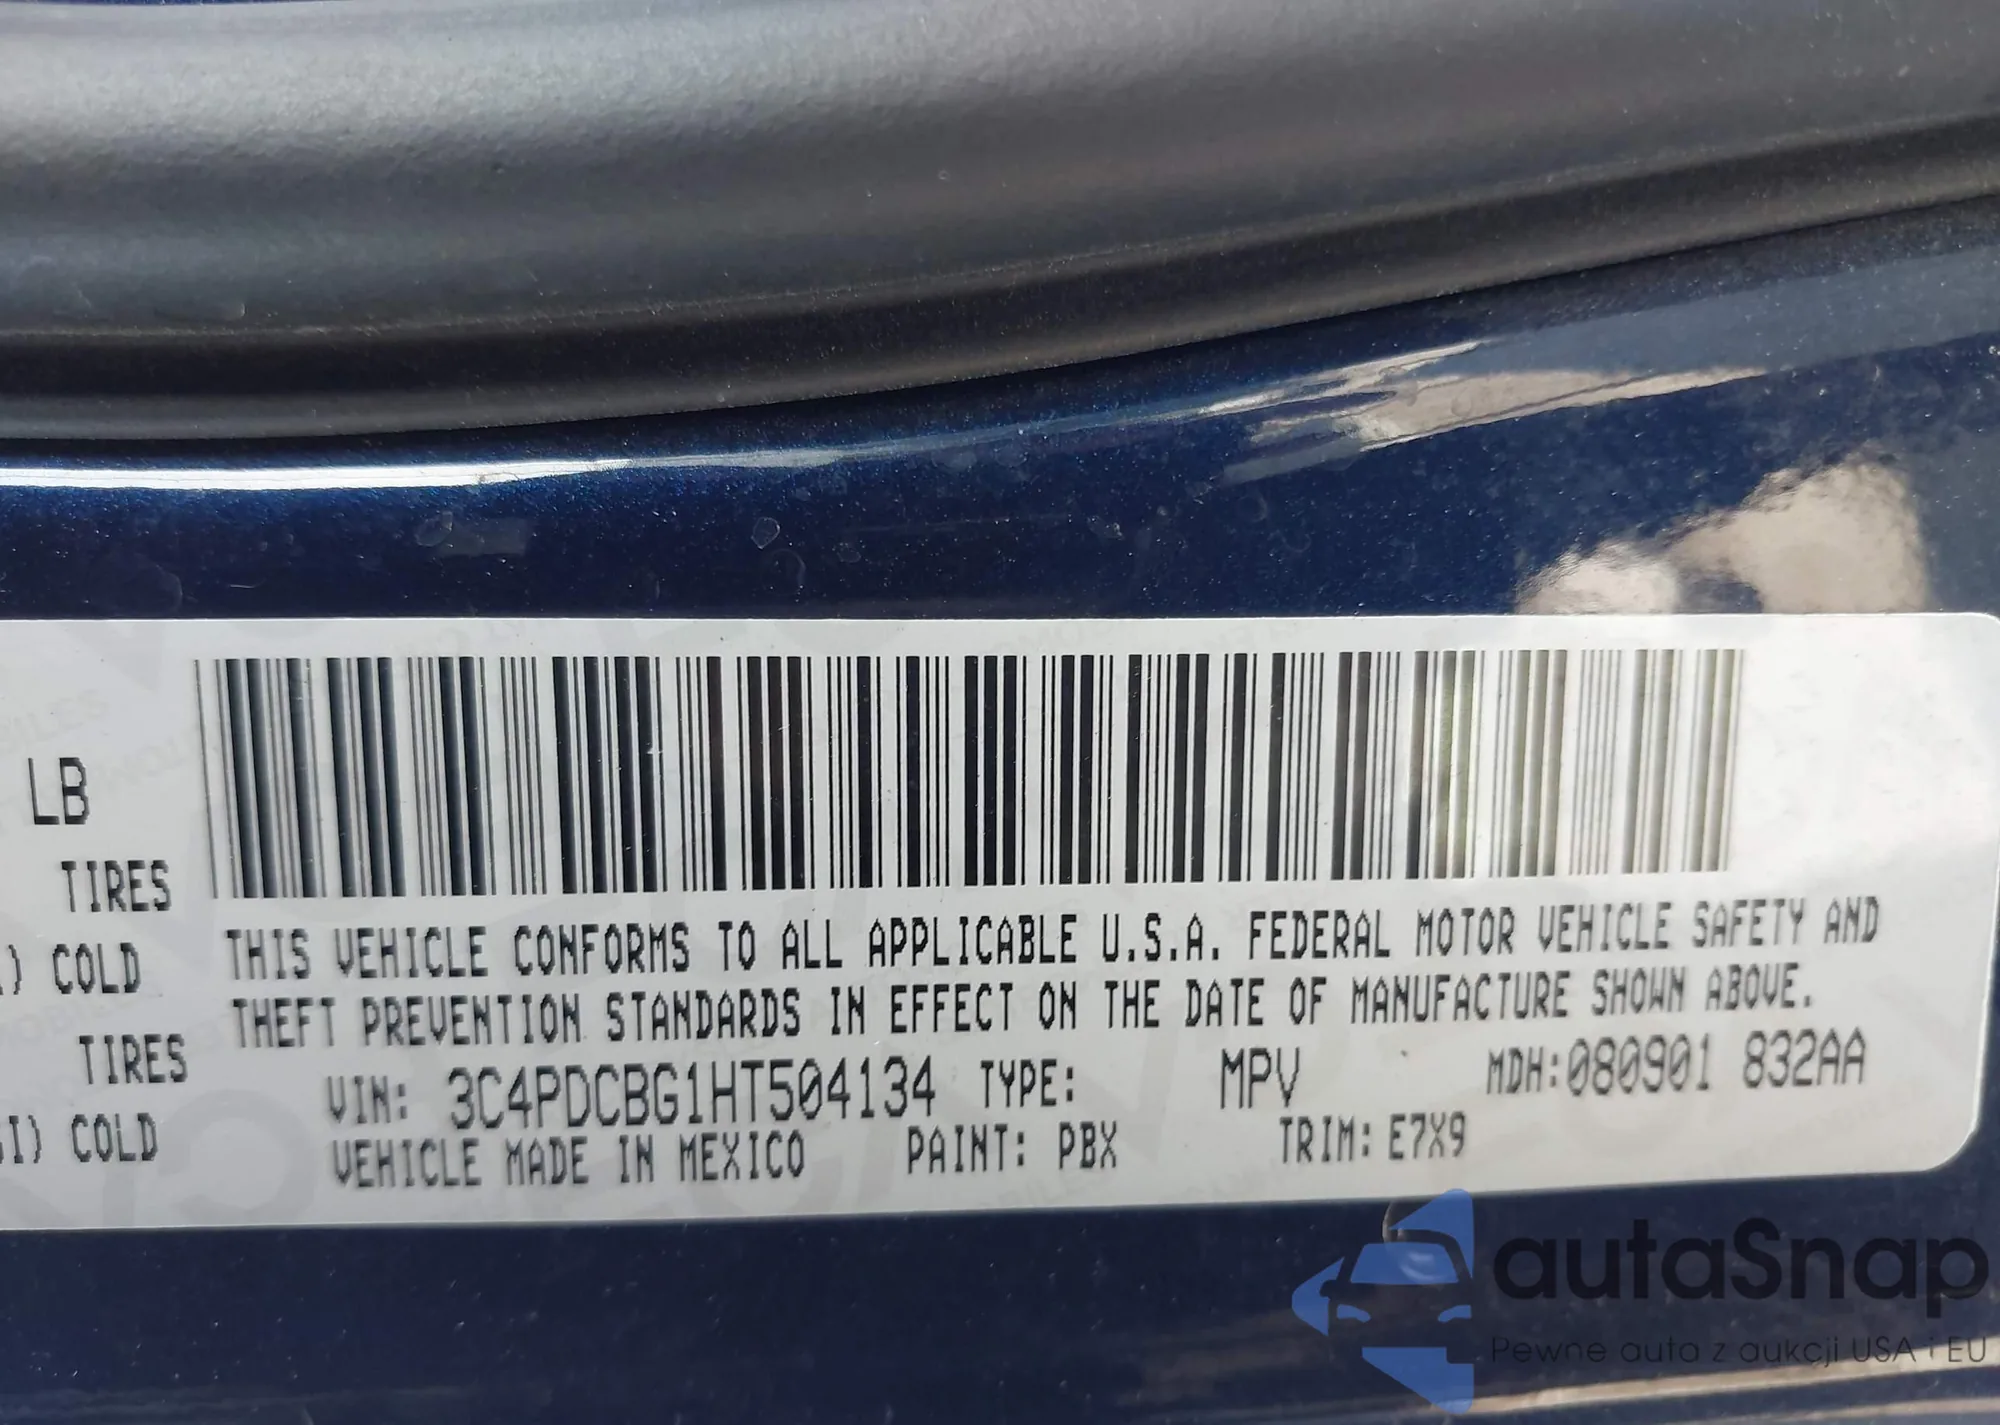 LB
TIRES
) COLD
TIRES
SI) COLD
THIS VEHICLE CONFORMS TO ALL APPLICABLE U.S.A. FEDERAL MOTOR VEHICLE SAFETY AND
THEFT PREVENTION STANDARDS IN EFFECT ON THE DATE OF MANUFACTURE SHOWN ABOVE.
VIN: 3C4PDCBG1HT504134 TYPE: MPV MDH:080901 832AA
VEHICLE MADE IN MEXICO PAINT: PBX TRIM: E7X9
autaSnap
Pewne auta z aukcji USA i EU